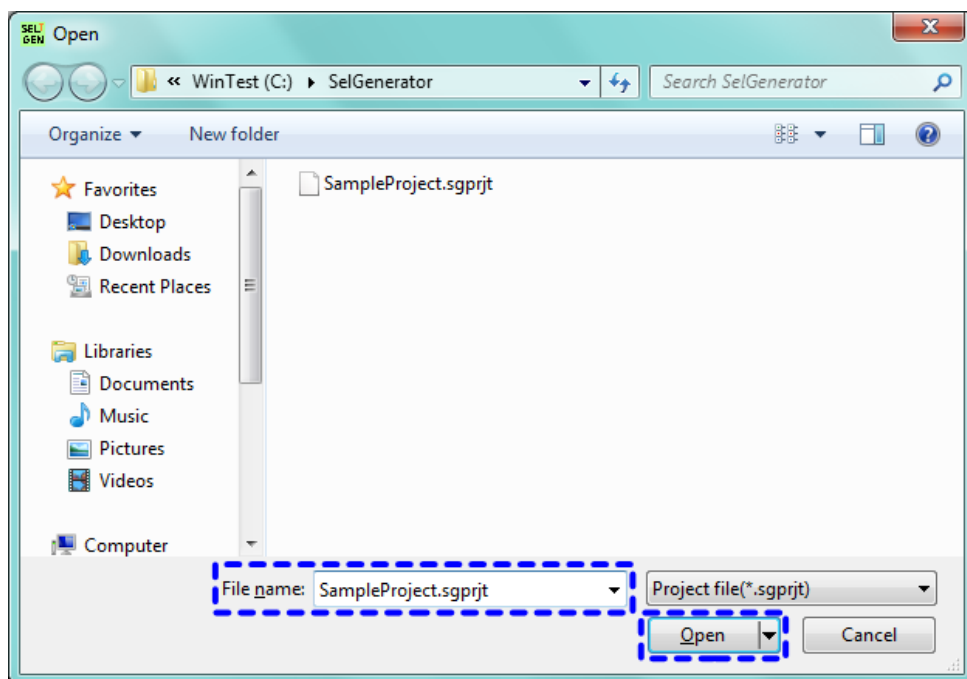 SEL GEN Open
« WinTest (C:) SelGenerator Search SelGenerator
Organize New folder
Favorites
Desktop
Downloads
Recent Places
Libraries
Documents
Music
Pictures
Videos
Computer
SampleProject.sgprjt
File name: SampleProject.sgprjt Project file(*.sgprjt)
Open Cancel